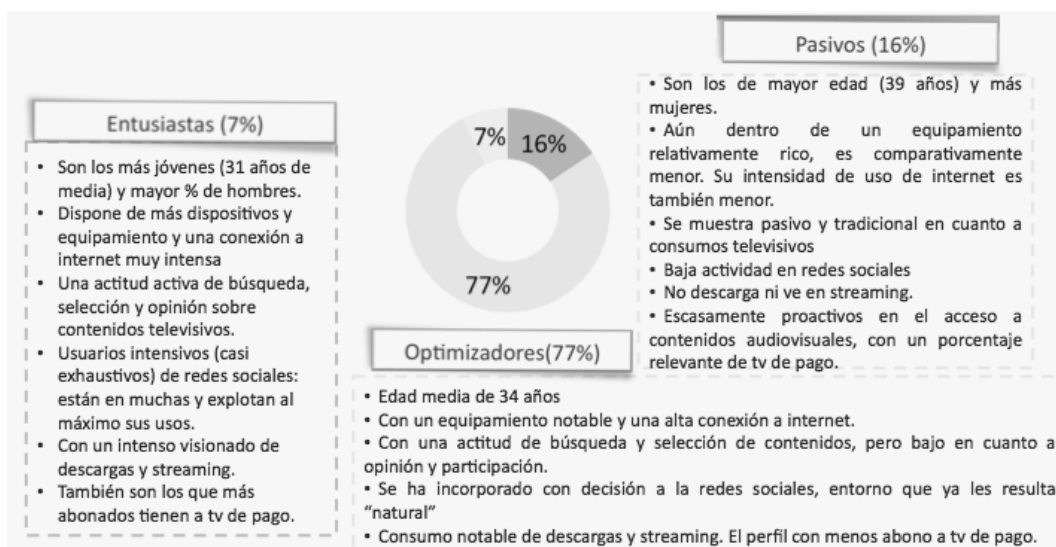 Pasivos (16%)
• Son los de mayor edad (39 años) y más
mujeres.
• Aún dentro de un equipamiento
relativamente rico, es comparativamente
menor. Su intensidad de uso de internet es
también menor.
• Se muestra pasivo y tradicional en cuanto a
consumos televisivos
• Baja actividad en redes sociales
• No descarga ni ve en streaming.
• Escasamente proactivos en el acceso a
contenidos audiovisuales, con un porcentaje
relevante de tv de pago.
Entusiastas (7%)
• Son los más jóvenes (31 años de
media) y mayor % de hombres.
• Dispone de más dispositivos y
equipamiento y una conexión a
internet muy intensa
• Una actitud activa de búsqueda,
selección y opinión sobre
contenidos televisivos.
• Usuarios intensivos (casi
exhaustivos) de redes sociales:
están en muchas y explotan al
máximo sus usos.
• Con un intenso visionado de
descargas y streaming.
• También son los que más
abonados tienen a tv de pago.
7%
16%
77%
Optimizadores(77%)
• Edad media de 34 años
• Con un equipamiento notable y una alta conexión a internet.
• Con una actitud de búsqueda y selección de contenidos, pero bajo en cuanto a
opinión y participación.
• Se ha incorporado con decisión a la redes sociales, entorno que ya les resulta
“natural”
• Consumo notable de descargas y streaming. El perfil con menos abono a tv de pago.